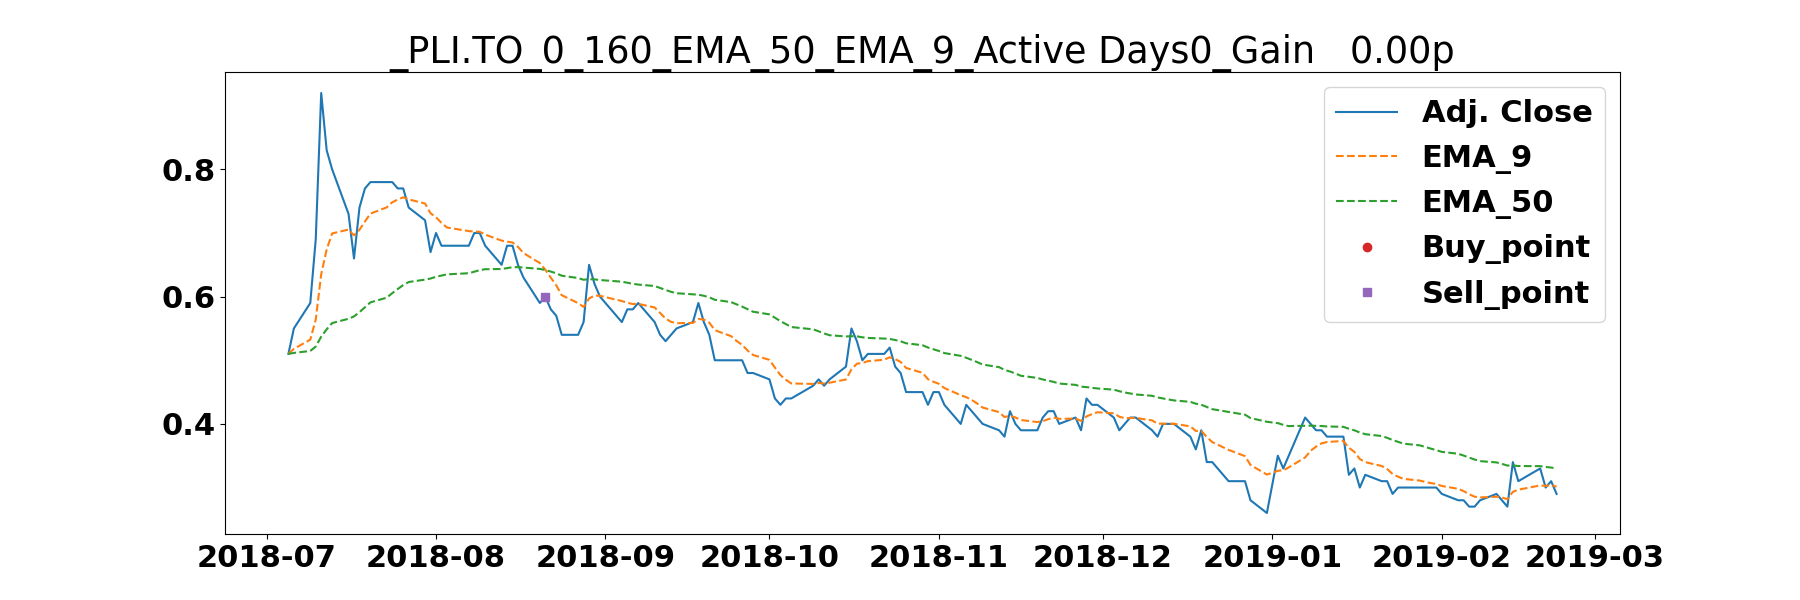 _PLI.TO_0_160_EMA_50_EMA_9_Active Days0_Gain   0.00p
Adj. Close
EMA_9
EMA_50
Buy_point
Sell_point
0.8
0.6
0.4
2018-07 2018-08 2018-09 2018-10 2018-11 2018-12 2019-01 2019-02 2019-03